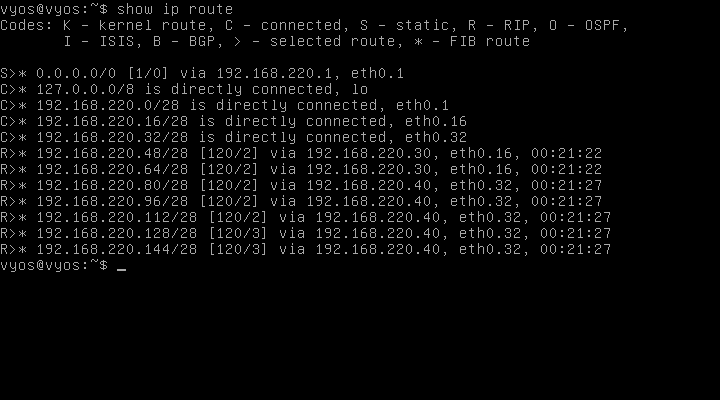 vyos@vyos:~$ show ip route
Codes: K - kernel route, C - connected, S - static, R - RIP, O - OSPF,
I - ISIS, B - BGP, > - selected route, * - FIB route
S>* 0.0.0.0/0 [1/0] via 192.168.220.1, eth0.1
C>* 127.0.0.0/8 is directly connected, lo
C>* 192.168.220.0/28 is directly connected, eth0.1
C>* 192.168.220.16/28 is directly connected, eth0.16
C>* 192.168.220.32/28 is directly connected, eth0.32
R>* 192.168.220.48/28 [120/2] via 192.168.220.30, eth0.16, 00:21:22
R>* 192.168.220.64/28 [120/2] via 192.168.220.30, eth0.16, 00:21:22
R>* 192.168.220.80/28 [120/2] via 192.168.220.40, eth0.32, 00:21:27
R>* 192.168.220.96/28 [120/2] via 192.168.220.40, eth0.32, 00:21:27
R>* 192.168.220.112/28 [120/2] via 192.168.220.40, eth0.32, 00:21:27
R>* 192.168.220.128/28 [120/3] via 192.168.220.40, eth0.32, 00:21:27
R>* 192.168.220.144/28 [120/3] via 192.168.220.40, eth0.32, 00:21:27
vyos@vyos:~$ _